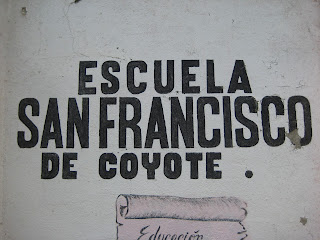 ESCUELA
SAN FRANCISCO
DE COYOTE .
Educación